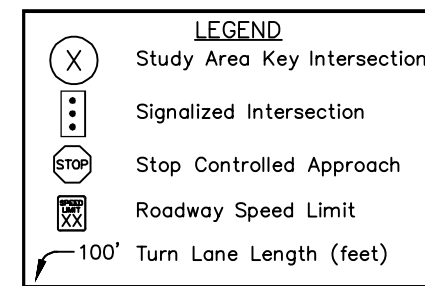 LEGEND
X Study Area Key Intersection
Signalized Intersection
STOP Stop Controlled Approach
SPEED LIMIT XX Roadway Speed Limit
100' Turn Lane Length (feet)